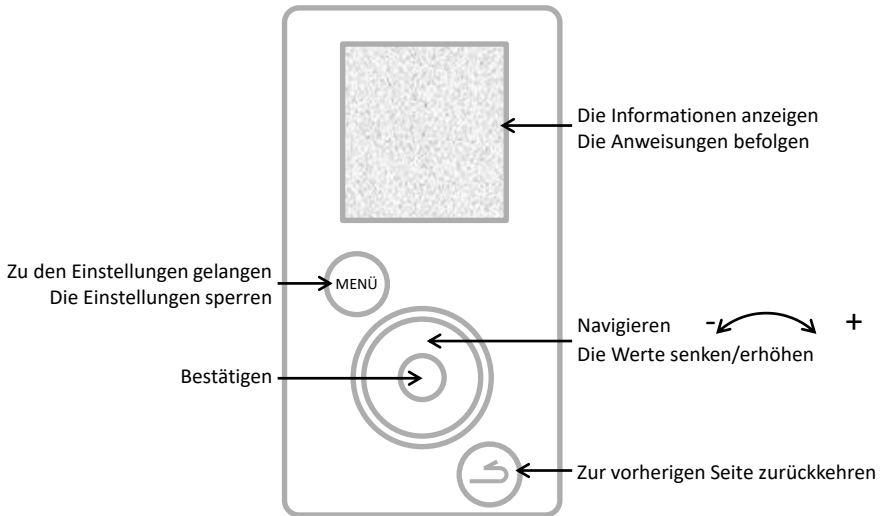 Die Informationen anzeigen
Die Anweisungen befolgen
Zu den Einstellungen gelangen
Die Einstellungen sperren
MENÜ
Navigieren - +
Die Werte senken/erhöhen
Bestätigen
Zur vorherigen Seite zurückkehren